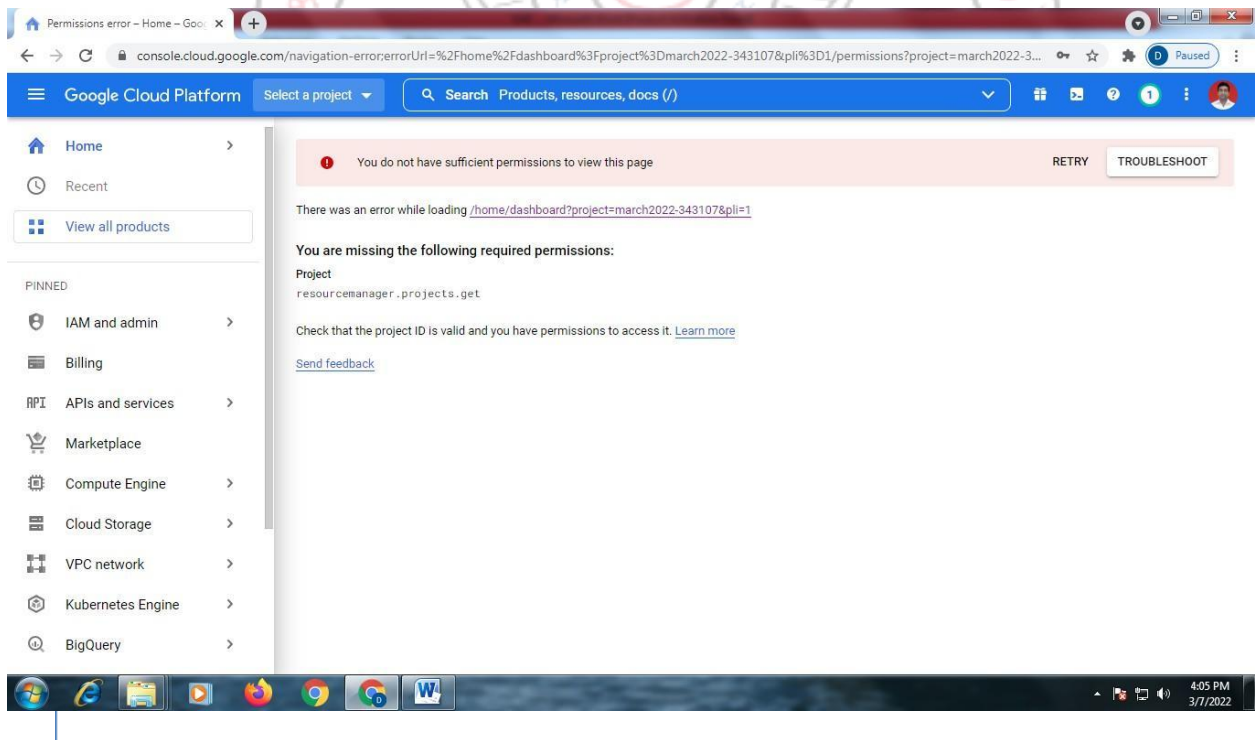 Permissions error – Home – Goo
console.cloud.google.com/navigation-error;errorUrl=%2Fhome%2Fdashboard%3Fproject%3Dmarch2022-343107&pli%3D1/permissions?project=march2022-3...
D Paused
Google Cloud Platform
Select a project
Search Products, resources, docs (/)
1
Home
Recent
View all products
PINNED
IAM and admin
Billing
API APIs and services
Marketplace
Compute Engine
Cloud Storage
VPC network
Kubernetes Engine
BigQuery
You do not have sufficient permissions to view this page
RETRY
TROUBLESHOOT
There was an error while loading /home/dashboard?project=march2022-343107&pli=1
You are missing the following required permissions:
Project
resourcemanager.projects.get
Check that the project ID is valid and you have permissions to access it. Learn more
Send feedback
4:05 PM
3/7/2022